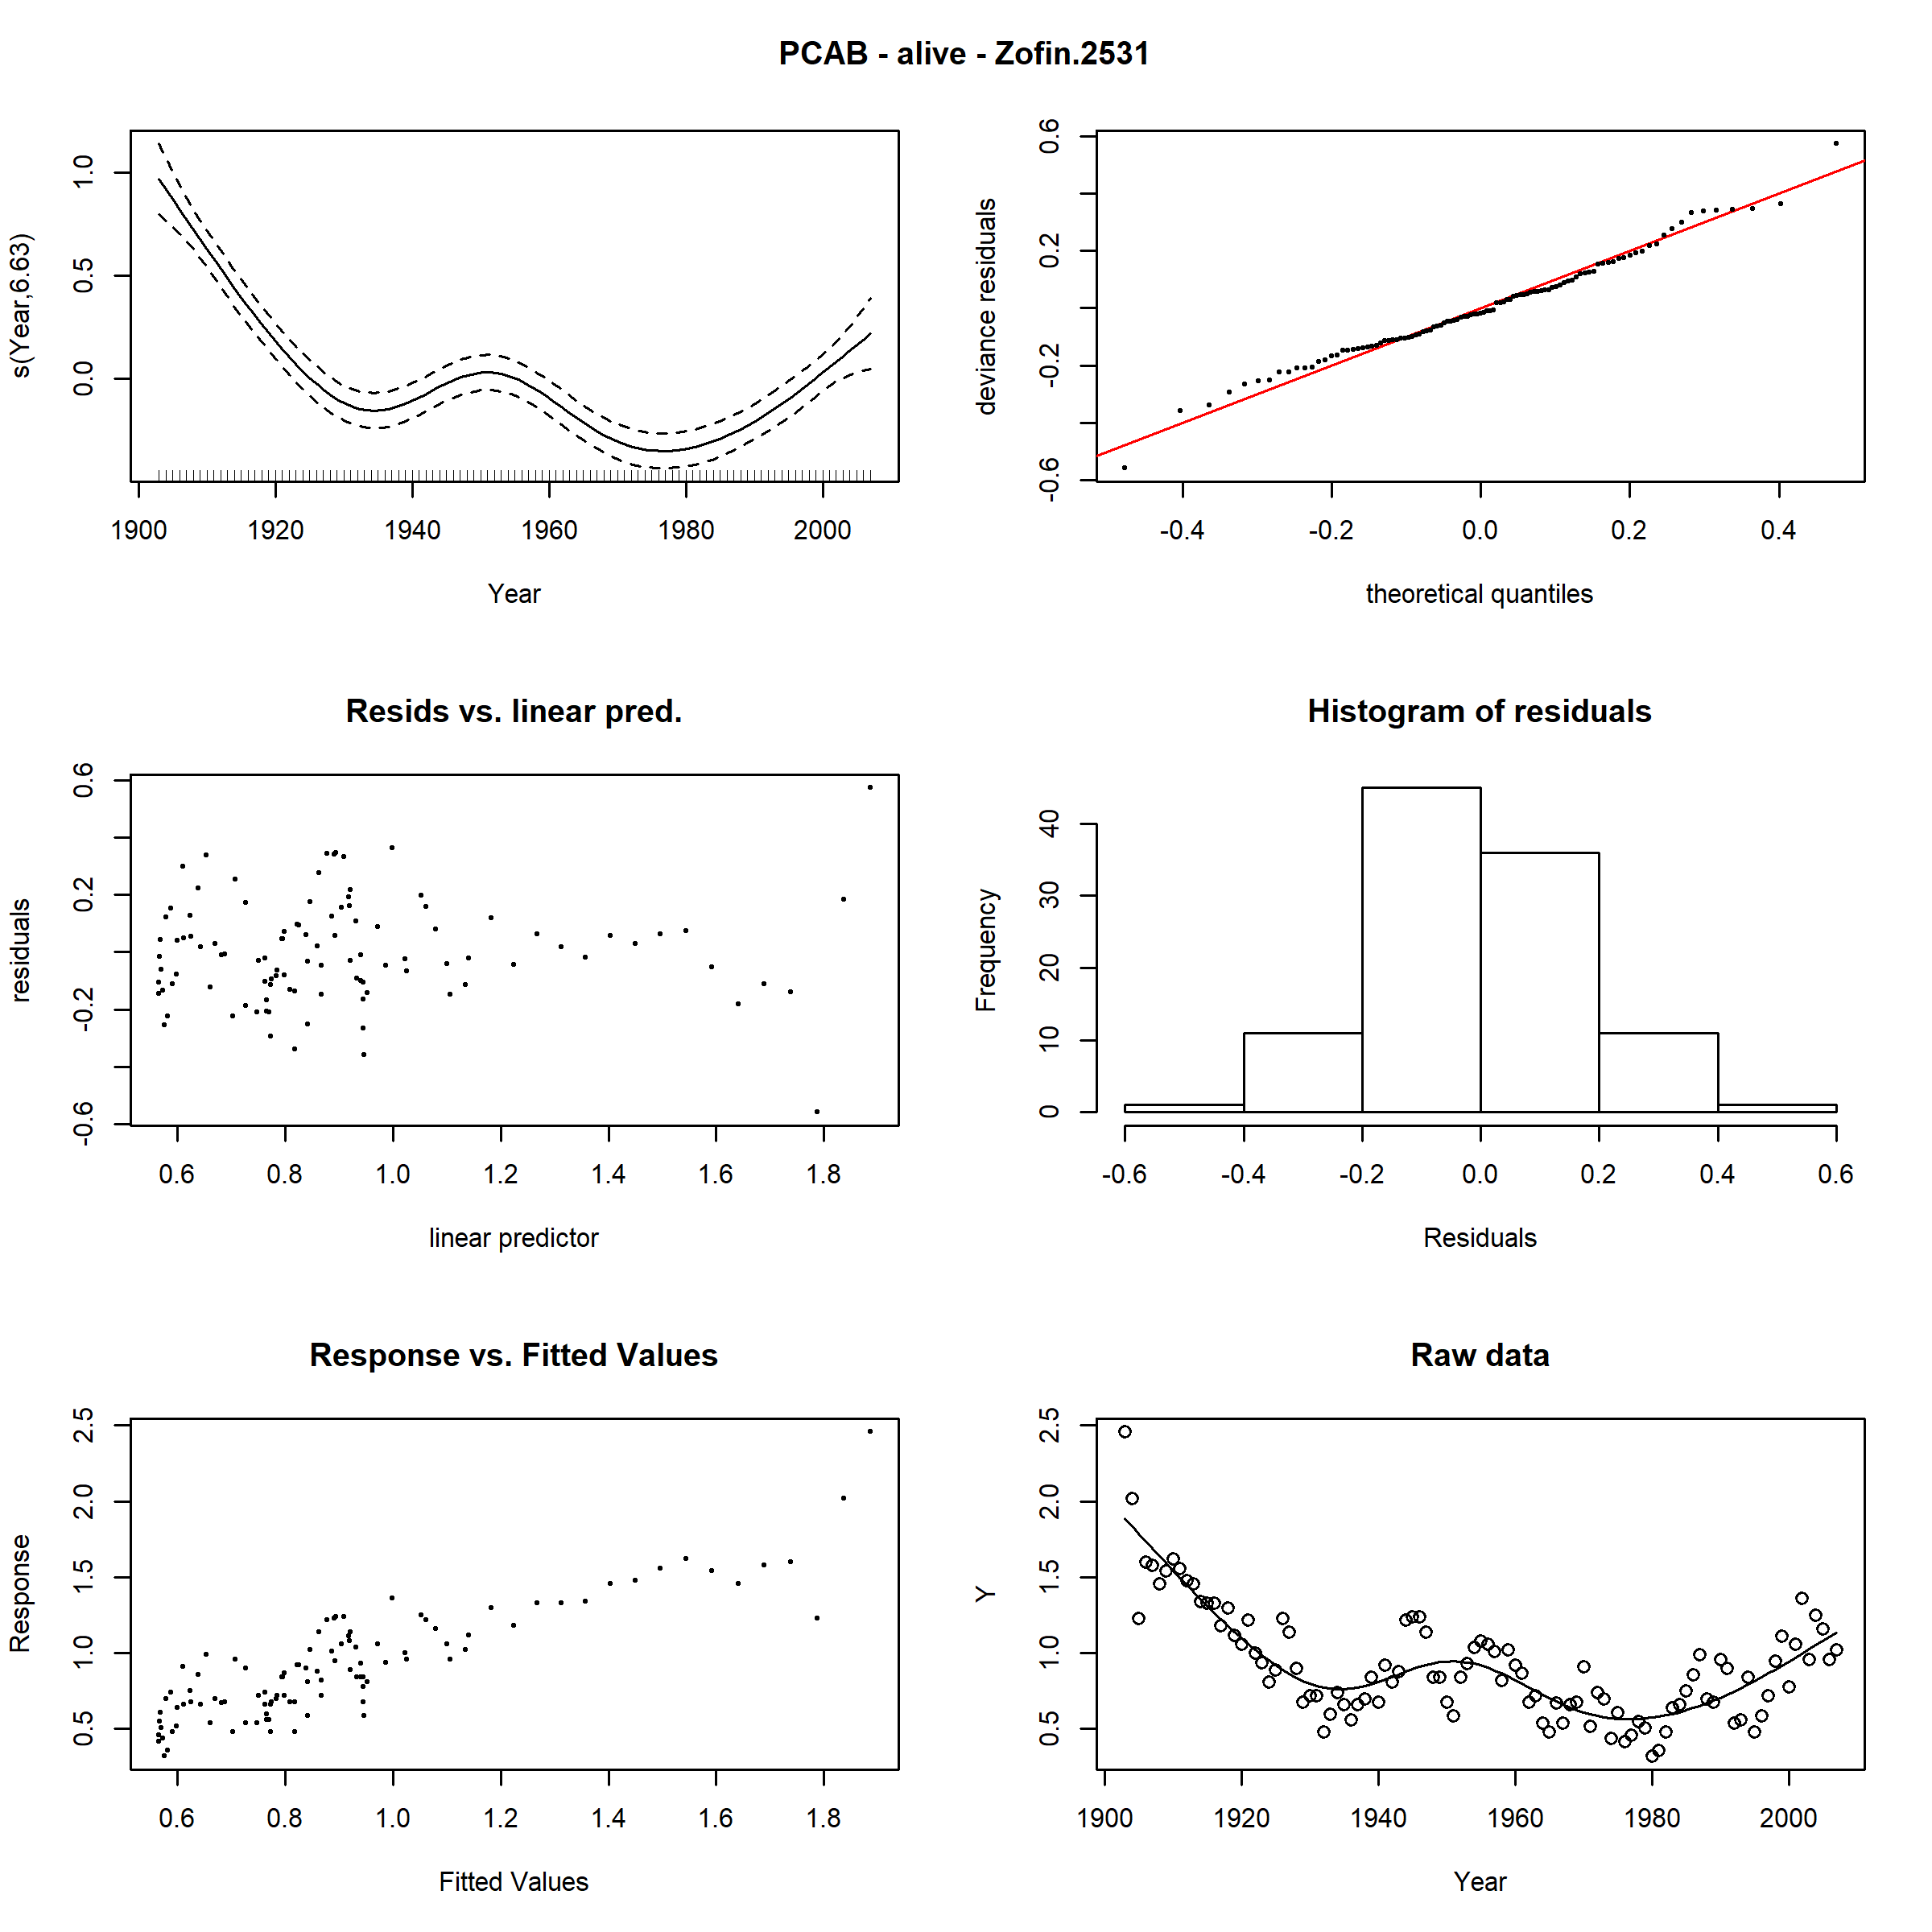 PCAB - alive - Zofin.2531
s(Year,6.63)
1.0
0.5
0.0
1900 1920 1940 1960 1980 2000
Year
deviance residuals
0.6
0.2
-0.2
-0.6
-0.4 -0.2 0.0 0.2 0.4
theoretical quantiles
Resids vs. linear pred.
residuals
0.6
0.2
-0.2
-0.6
0.6 0.8 1.0 1.2 1.4 1.6 1.8
linear predictor
Histogram of residuals
Frequency
40
30
20
10
0
-0.6 -0.4 -0.2 0.0 0.2 0.4 0.6
Residuals
Response vs. Fitted Values
Response
2.5
2.0
1.5
1.0
0.5
0.6 0.8 1.0 1.2 1.4 1.6 1.8
Fitted Values
Raw data
Y
2.5
2.0
1.5
1.0
0.5
1900 1920 1940 1960 1980 2000
Year